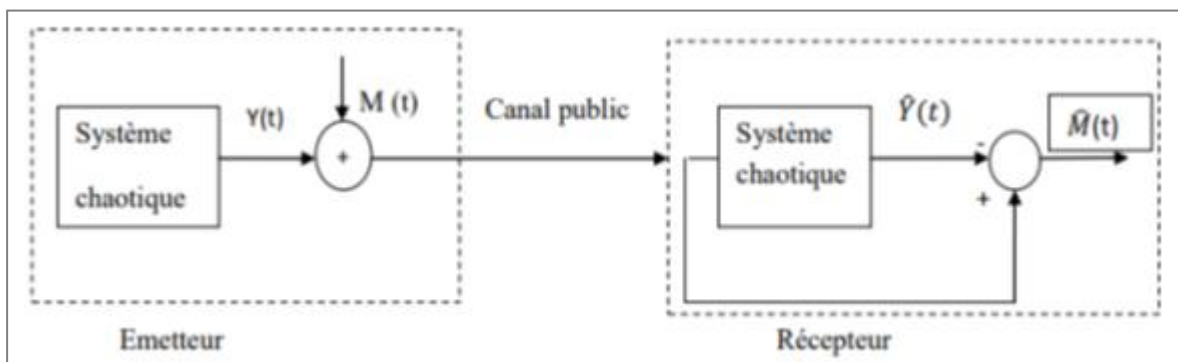 Système
chaotique
Y(t)
M (t)
+
Canal public
Système
chaotique
Ŷ(t)
-
+
M̂(t)
Emetteur
Récepteur